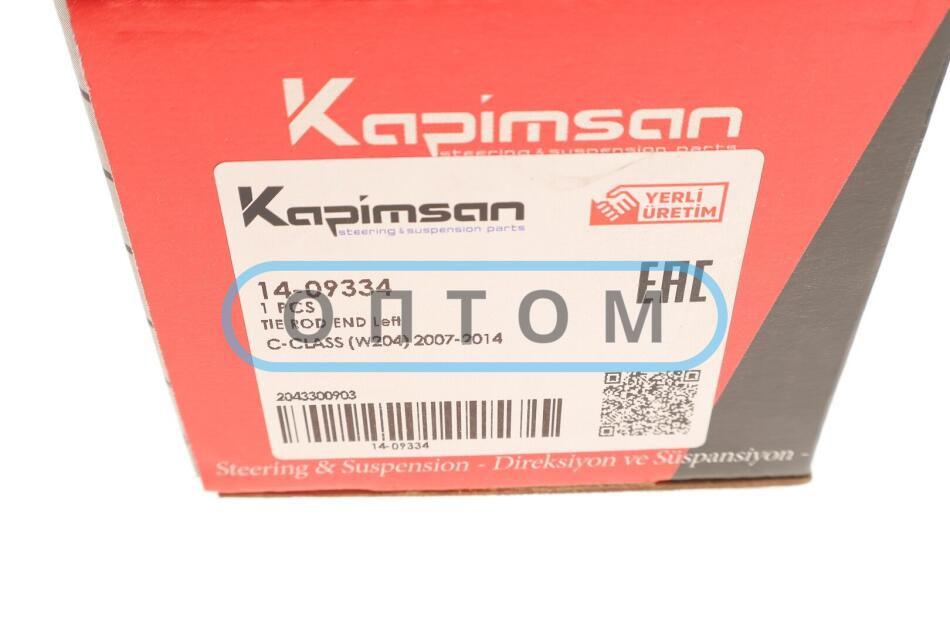 Kapimsan
steering & suspension parts
Kapimsan
steering & suspension parts
YERLİ
ÜRETİM
14-09334
EAC
1 PCS
TIE ROD END Left
C-CLASS (W204) 2007-2014
ОПТОМ
2043300903
14-09334
Steering & Suspension - Direksiyon ve Süspansiyon -